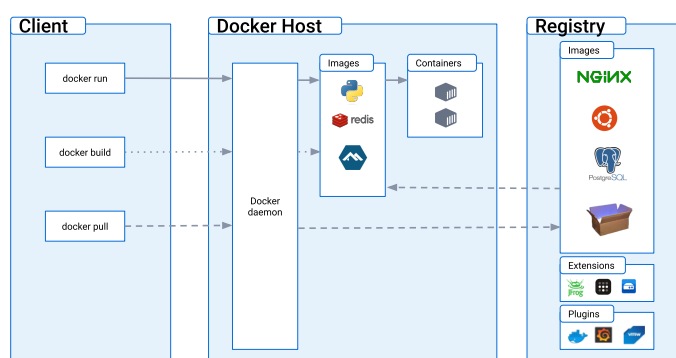 Client
Docker Host
Registry
docker run
docker build
docker pull
Docker
daemon
Images
redis
Containers
Images
NGINX
PostgreSQL
Extensions
JFrog
Plugins
vmw